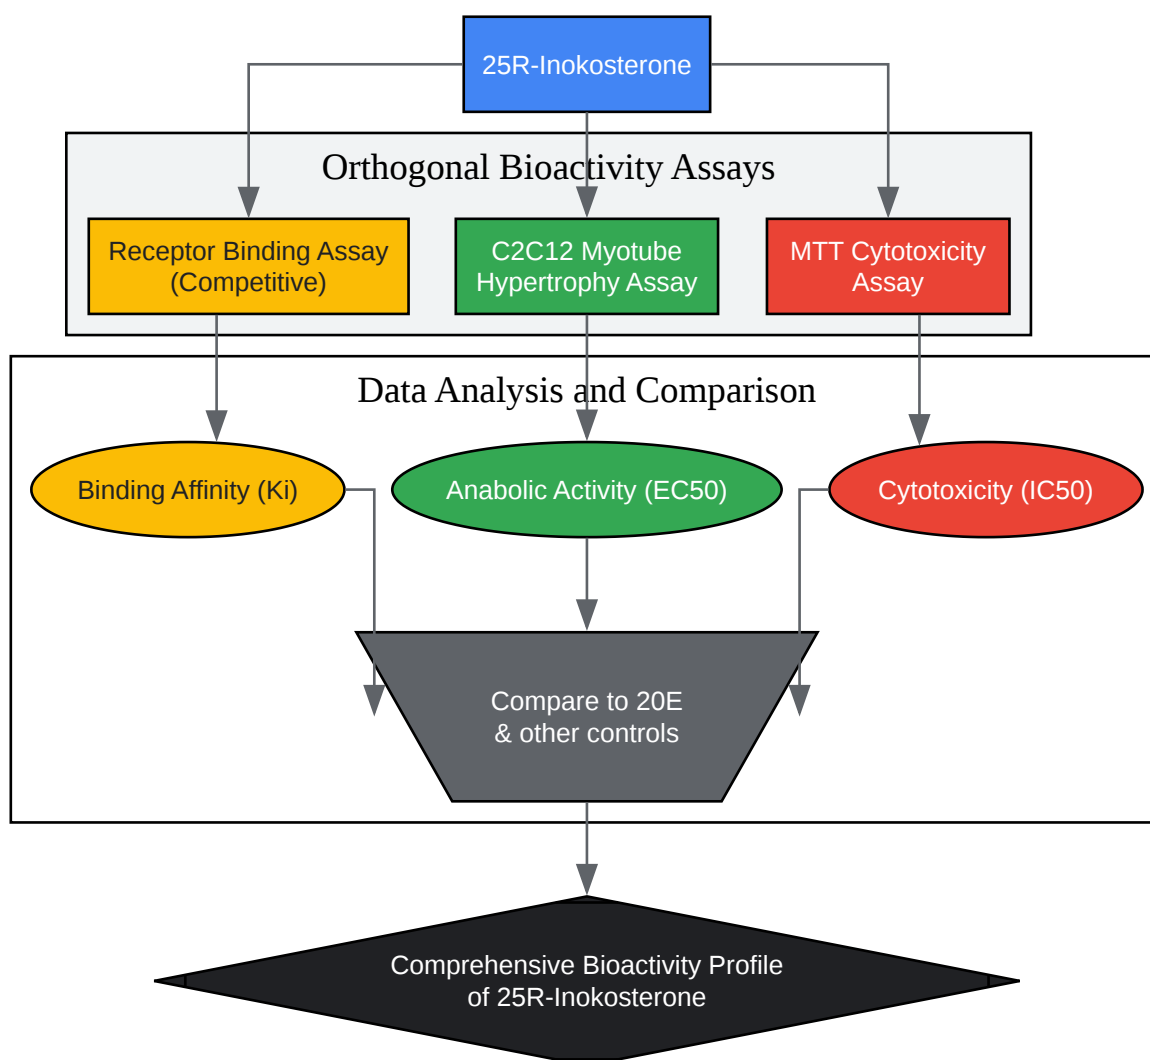 25R-Inokosterone
Orthogonal Bioactivity Assays
Receptor Binding Assay
(Competitive)
C2C12 Myotube
Hypertrophy Assay
MTT Cytotoxicity
Assay
Data Analysis and Comparison
Binding Affinity (Ki)
Anabolic Activity (EC50)
Cytotoxicity (IC50)
Compare to 20E
& other controls
Comprehensive Bioactivity Profile
of 25R-Inokosterone